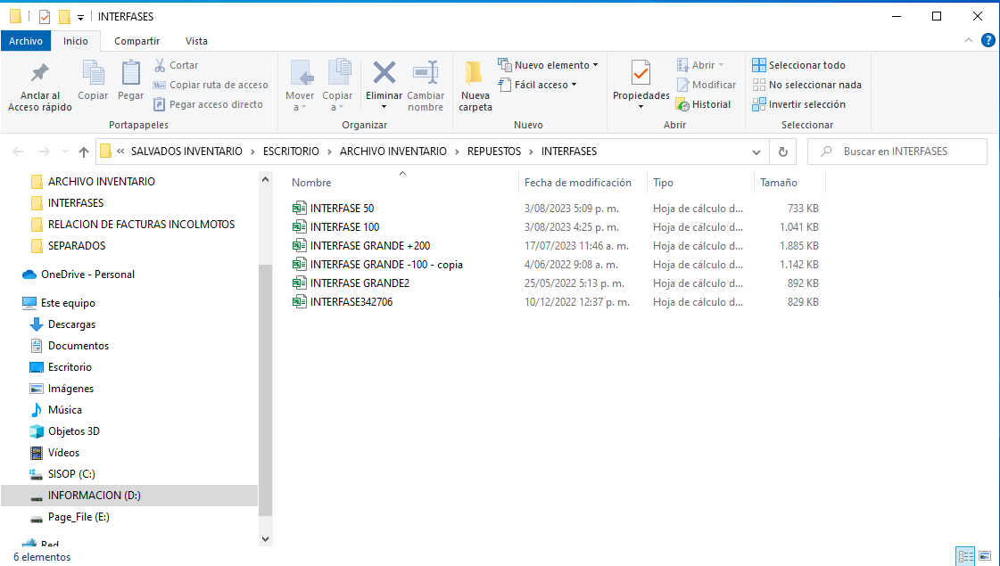 INTERFASES
Archivo Inicio Compartir Vista
Anclar al Acceso rápido
Copiar
Pegar
Cortar
Copiar ruta de acceso
Pegar acceso directo
Portapapeles
Mover a
Copiar a
Eliminar
Cambiar nombre
Organizar
Nueva carpeta
Nuevo elemento
Fácil acceso
Nuevo
Propiedades
Abrir
Modificar
Historial
Abrir
Seleccionar todo
No seleccionar nada
Invertir selección
Seleccionar
« SALVADOS INVENTARIO > ESCRITORIO > ARCHIVO INVENTARIO > REPUESTOS > INTERFASES
Buscar en INTERFASES
ARCHIVO INVENTARIO
INTERFASES
RELACION DE FACTURAS INCOLMOTOS
SEPARADOS
OneDrive - Personal
Este equipo
Descargas
Documentos
Escritorio
Imágenes
Música
Objetos 3D
Vídeos
SISOP (C:)
INFORMACION (D:)
Page_File (E:)
Red
Nombre Fecha de modificación Tipo Tamaño
INTERFASE 50 3/08/2023 5:09 p. m. Hoja de cálculo d... 733 KB
INTERFASE 100 3/08/2023 4:25 p. m. Hoja de cálculo d... 1.041 KB
INTERFASE GRANDE +200 17/07/2023 11:46 a. m. Hoja de cálculo d... 1.885 KB
INTERFASE GRANDE -100 - copia 4/06/2022 9:08 a. m. Hoja de cálculo d... 1.142 KB
INTERFASE GRANDE2 25/05/2022 5:13 p. m. Hoja de cálculo d... 892 KB
INTERFASE342706 10/12/2022 12:37 p. m. Hoja de cálculo d... 829 KB
6 elementos